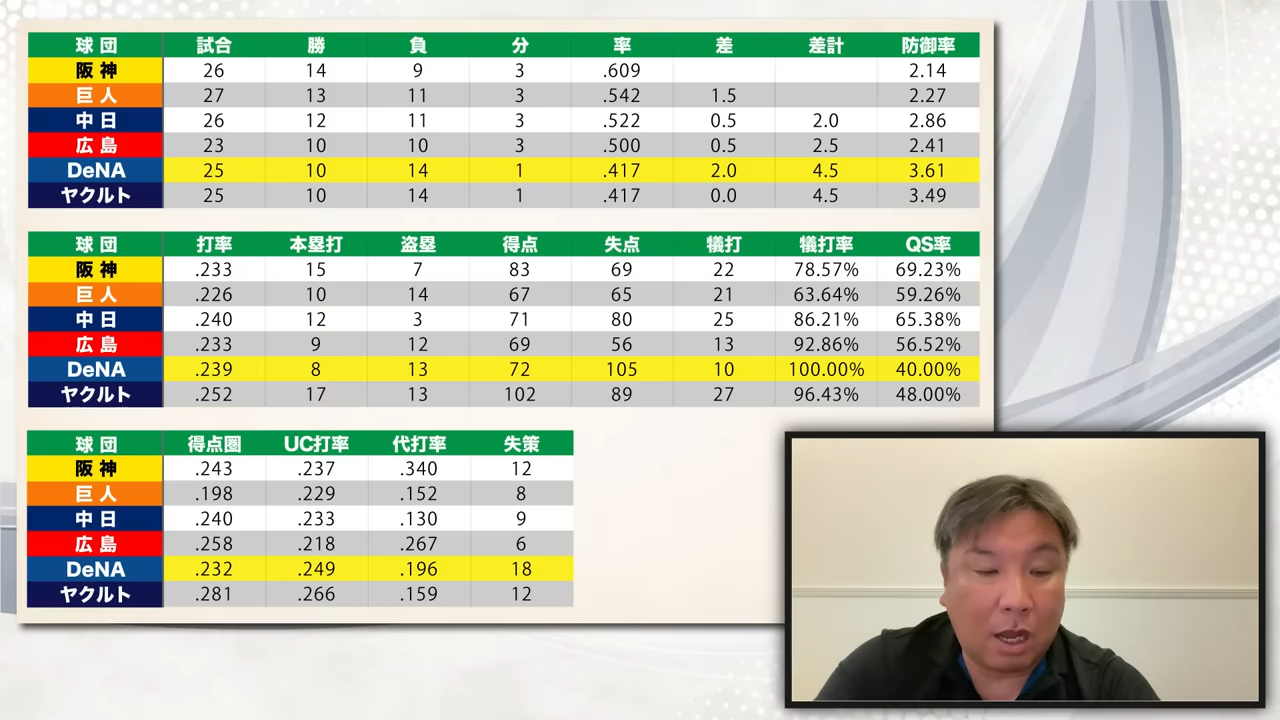 球団 試合 勝 負 分 率 差 差計 防御率
阪神 26 14 9 3 .609 2.14
巨人 27 13 11 3 .542 1.5 2.27
中日 26 12 11 3 .522 0.5 2.0 2.86
広島 23 10 10 3 .500 0.5 2.5 2.41
DeNA 25 10 14 1 .417 2.0 4.5 3.61
ヤクルト 25 10 14 1 .417 0.0 4.5 3.49
球団 打率 本塁打 盗塁 得点 失点 犠打 犠打率 QS率
阪神 .233 15 7 83 69 22 78.57% 69.23%
巨人 .226 10 14 67 65 21 63.64% 59.26%
中日 .240 12 3 71 80 25 86.21% 65.38%
広島 .233 9 12 69 56 13 92.86% 56.52%
DeNA .239 8 13 72 105 10 100.00% 40.00%
ヤクルト .252 17 13 102 89 27 96.43% 48.00%
球団 得点圏 UC打率 代打率 失策
阪神 .243 .237 .340 12
巨人 .198 .229 .152 8
中日 .240 .233 .130 9
広島 .258 .218 .267 6
DeNA .232 .249 .196 18
ヤクルト .281 .266 .159 12